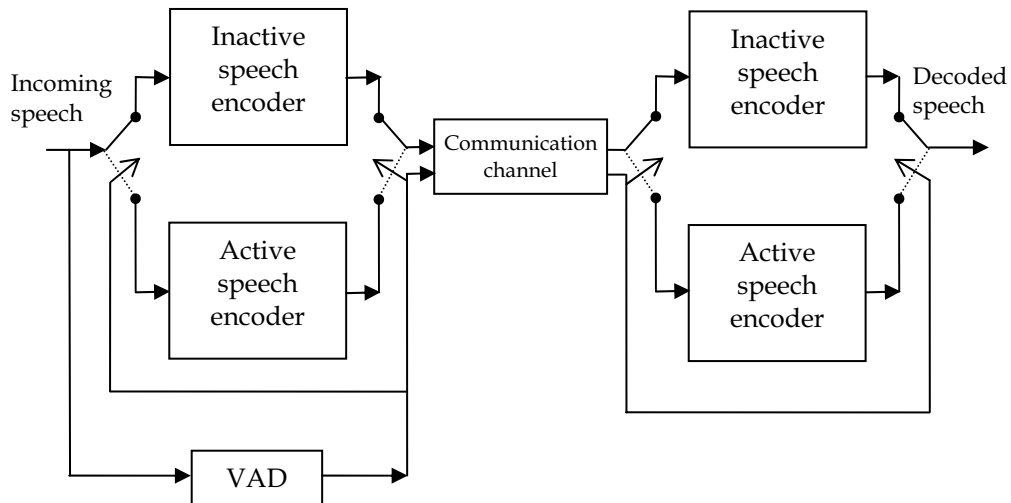 Incoming
speech
Inactive
speech
encoder
Active
speech
encoder
VAD
Communication
channel
Inactive
speech
encoder
Active
speech
encoder
Decoded
speech